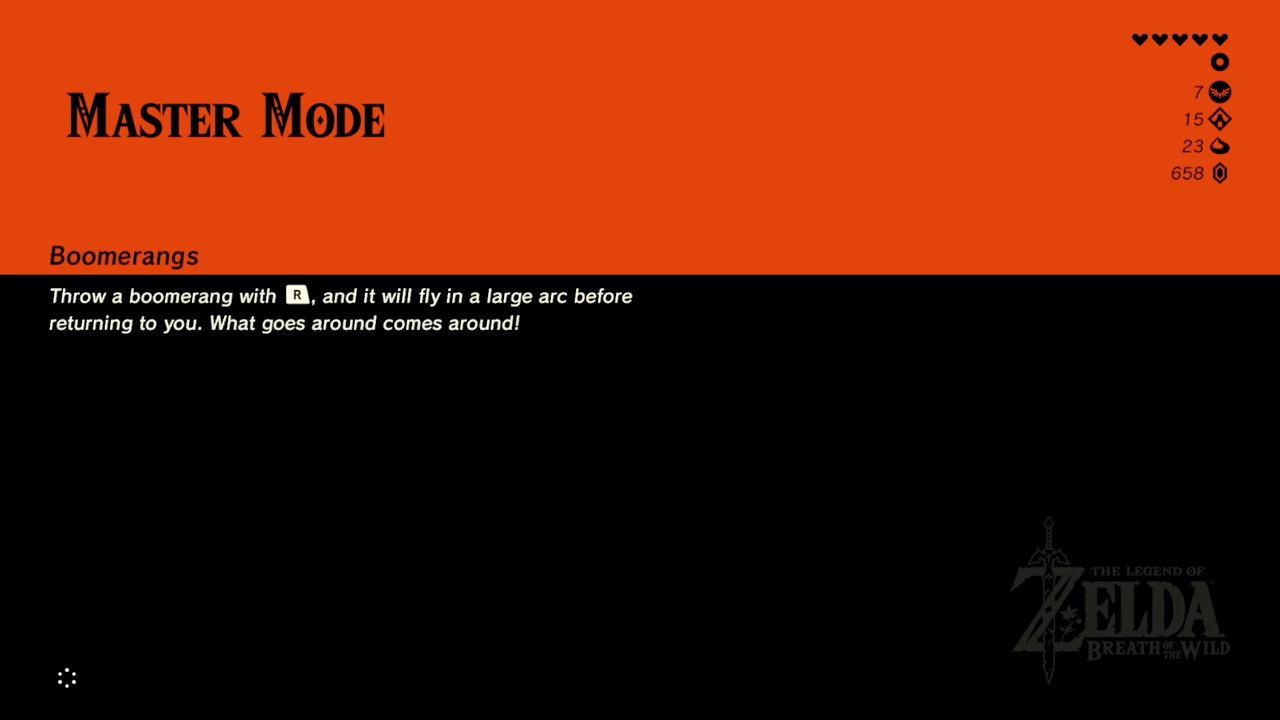 MASTER MODE
7
15
23
658
Boomerangs
Throw a boomerang with R, and it will fly in a large arc before
returning to you. What goes around comes around!
THE LEGEND OF
ZELDA
BREATH OF THE WILD